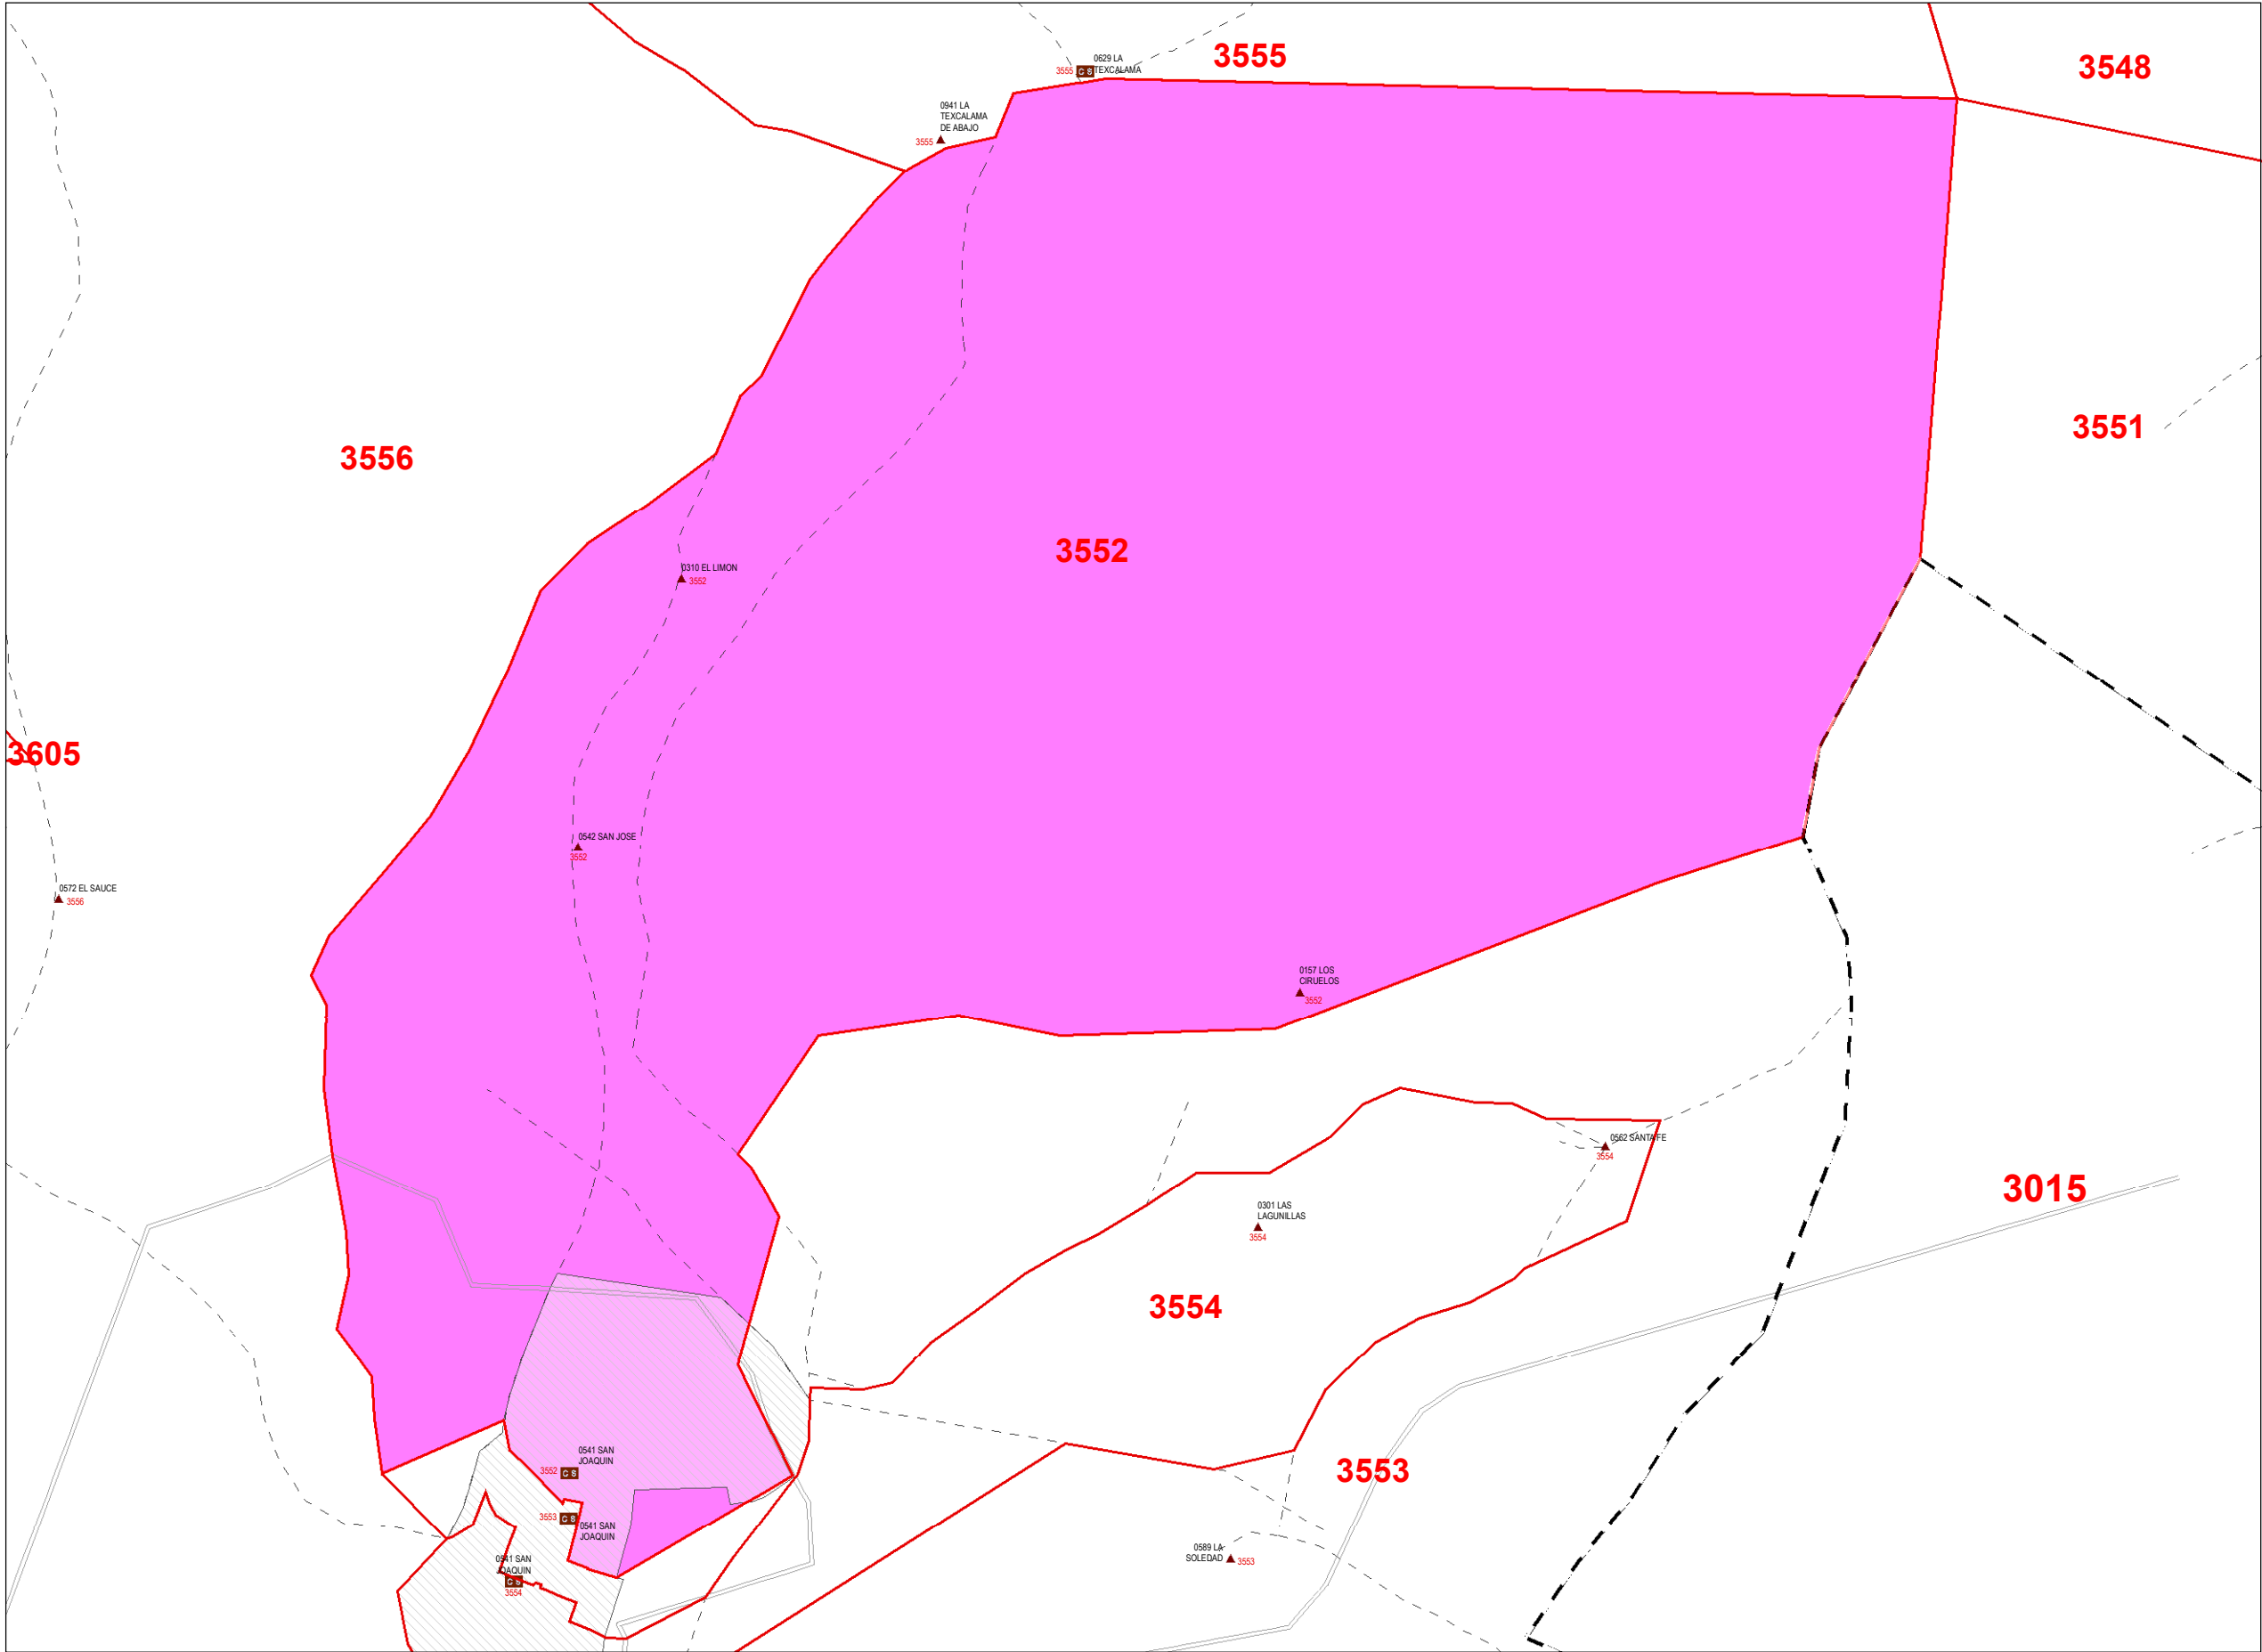 3555
3548
0629 LA
TEXCALAMA
3555 C S
0941 LA
TEXCALAMA
DE ABAJO
3555
3551
3556
3552
0310 EL LIMON
3552
3605
0542 SAN JOSE
3552
0572 EL SAUCE
3556
0157 LOS
CIRUELOS
3552
0562 SANTA FE
3554
3015
0301 LAS
LAGUNILLAS
3554
3554
0541 SAN
JOAQUIN
3552 C S
3553
3553 C S
0541 SAN
JOAQUIN
0541 SAN
JOAQUIN
C S
3554
0589 LA
SOLEDAD
3553